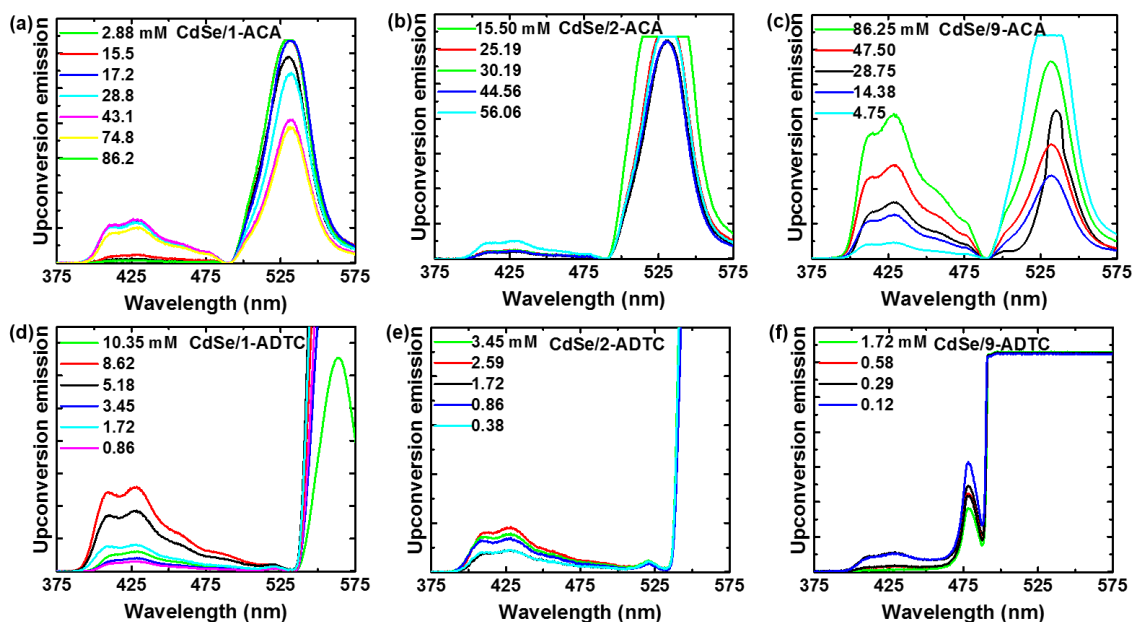 (a)
2.88 mM CdSe/1-ACA
15.5
17.2
28.8
43.1
74.8
86.2
Upconversion emission
375 425 475 525 575
Wavelength (nm)
(b)
15.50 mM CdSe/2-ACA
25.19
30.19
44.56
56.06
Upconversion emission
375 425 475 525 575
Wavelength (nm)
(c)
86.25 mM CdSe/9-ACA
47.50
28.75
14.38
4.75
Upconversion emission
375 425 475 535 575
Wavelength (nm)
(d)
10.35 mM CdSe/1-ADTC
8.62
5.18
3.45
1.72
0.86
Upconversion emission
375 425 475 525 575
Wavelength (nm)
(e)
3.45 mM CdSe/2-ADTC
2.59
1.72
0.86
0.38
Upconversion emission
375 425 475 525 575
Wavelength (nm)
(f)
1.72 mM CdSe/9-ADTC
0.58
0.29
0.12
Upconversion emission
375 425 475 525 575
Wavelength (nm)